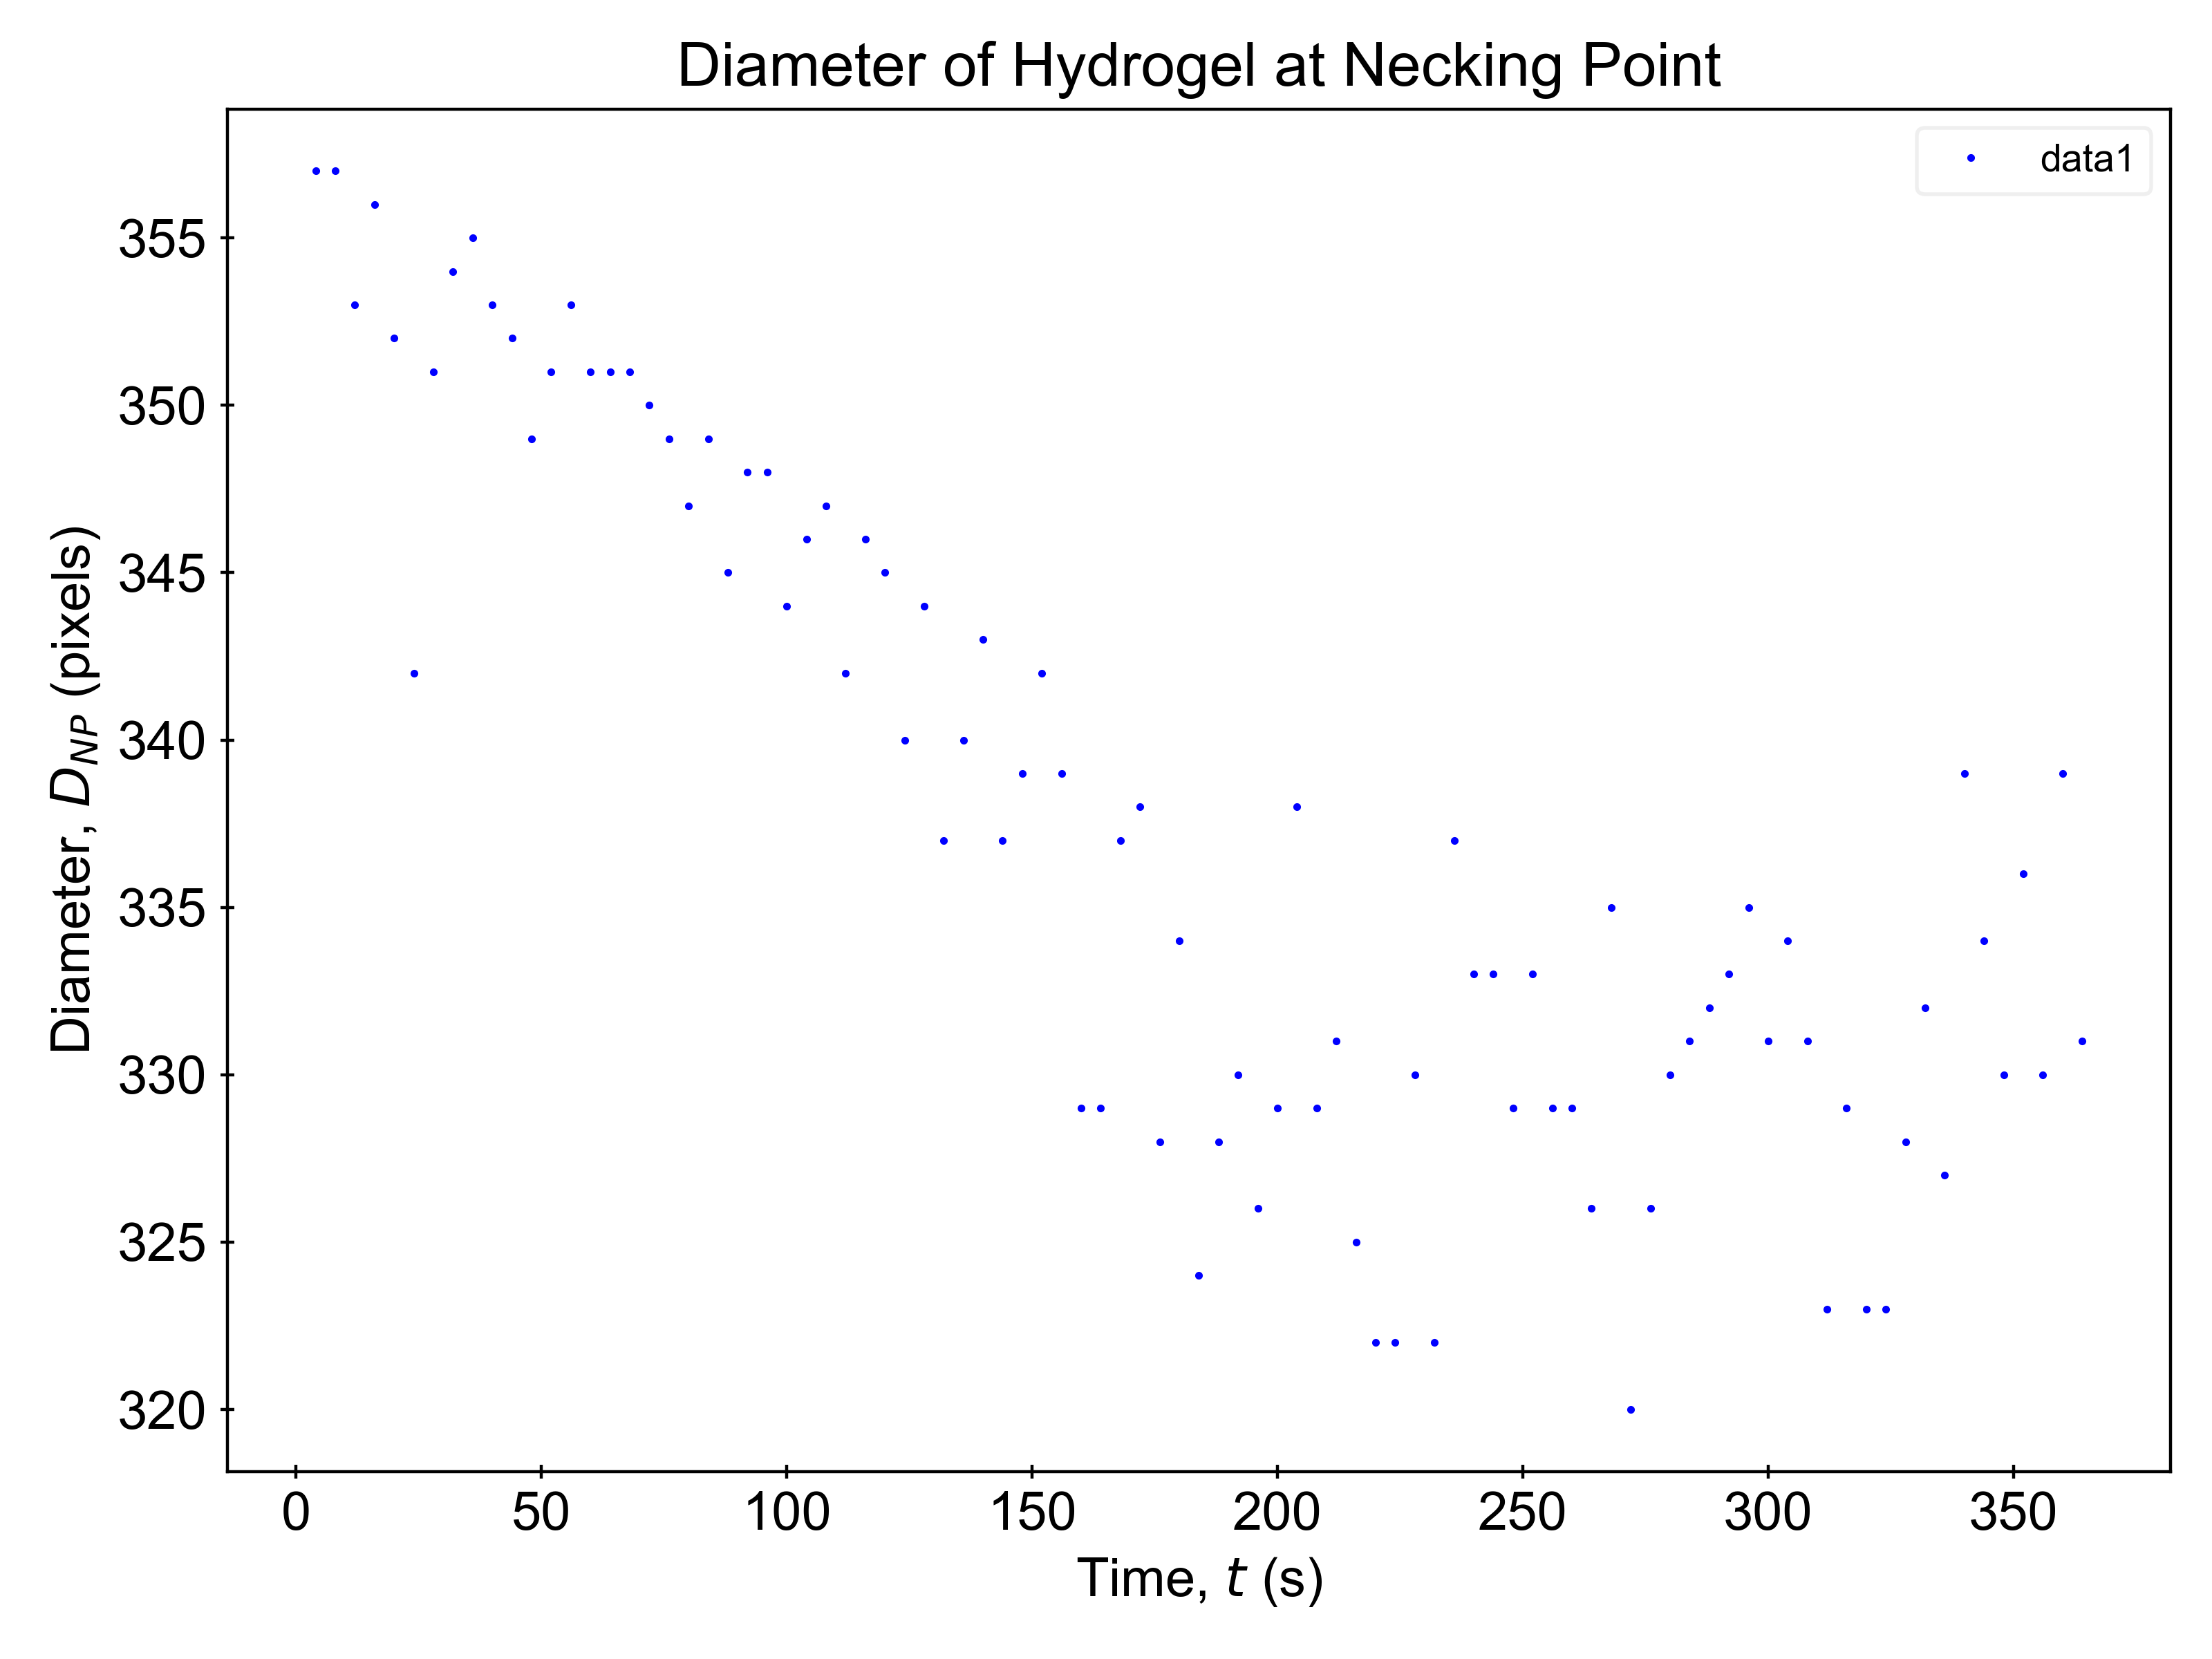 Diameter of Hydrogel at Necking Point
data1
355
350
345
340
335
330
325
320
Diameter, D_NP (pixels)
0 50 100 150 200 250 300 350
Time, t (s)